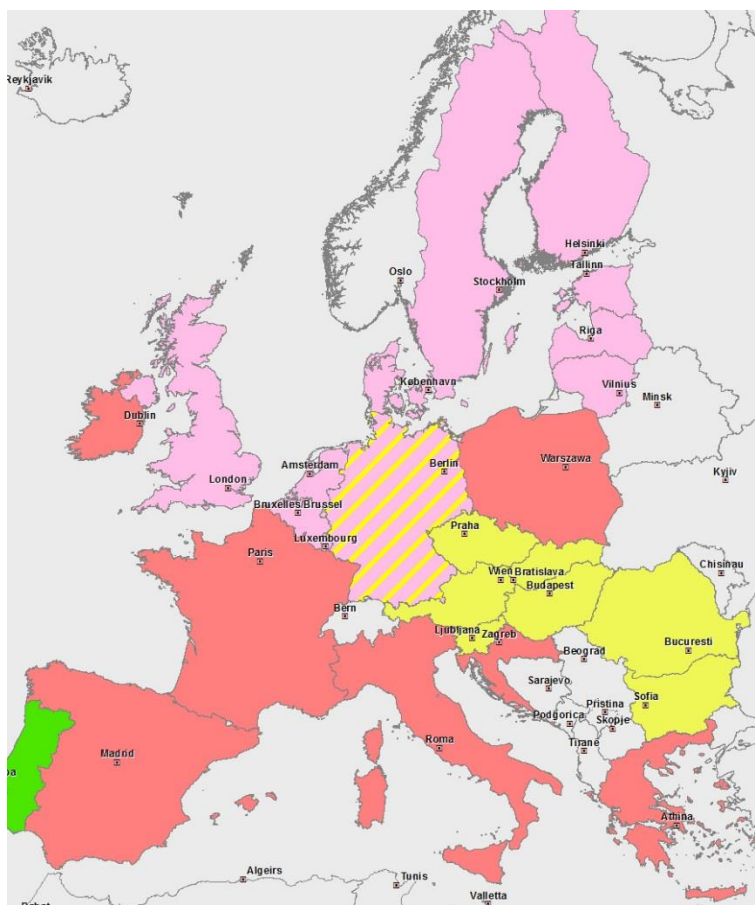 Reykjavik
Helsinki
Tallinn
Oslo
Stockholm
Riga
København
Vilnius
Minsk
Dublin
Amsterdam
Berlin
Warszawa
London
Kyjiv
Bruxelles/Brussel
Praha
Luxembourg
Paris
Chisinau
Wien
Bratislava
Budapest
Bern
Ljubljana
Zagreb
Bucuresti
Beograd
Sarajevo
Sofia
Pristina
Podgorica
Skopje
Roma
Tirane
Madrid
oa
Athina
Algeirs
Tunis
Valletta